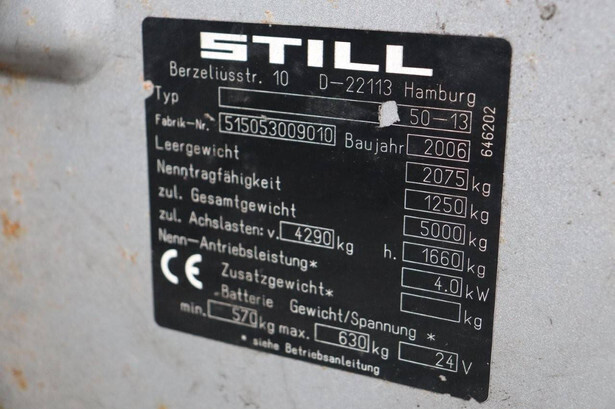 STILL
Berzeliusstr. 10 D-22113 Hamburg
Typ 50-13
Fabrik-Nr. 515053009010 Baujahr 2006
646202
Leergewicht 2075 kg
Nenntragfähigkeit 1250 kg
zul. Gesamtgewicht 5000 kg
zul. Achslasten: v. 4290 kg h. 1660 kg
Nenn-Antriebsleistung* 4.0 kW
CE Zusatzgewicht* kg
Batterie Gewicht/Spannung *
min. 570 kg max. 630 kg 24 V
* siehe Betriebsanleitung